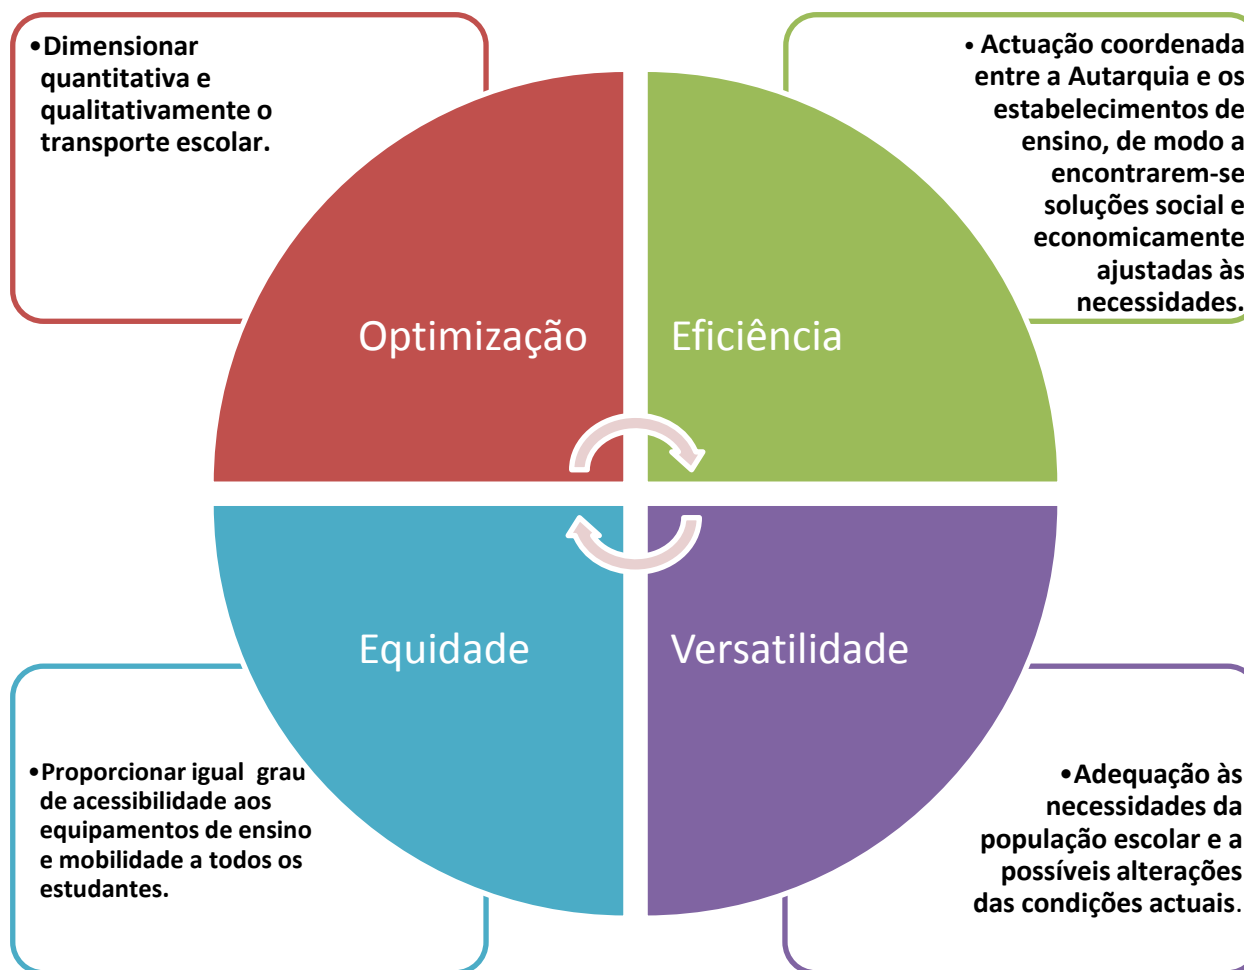 •Dimensionar
quantitativa e
qualitativamente o
transporte escolar.
• Actuação coordenada
entre a Autarquia e os
estabelecimentos de
ensino, de modo a
encontrarem-se
soluções social e
economicamente
ajustadas às
necessidades.
Optimização
Eficiência
Equidade
Versatilidade
•Proporcionar igual grau
de acessibilidade aos
equipamentos de ensino
e mobilidade a todos os
estudantes.
•Adequação às
necessidades da
população escolar e a
possíveis alterações
das condições actuais.